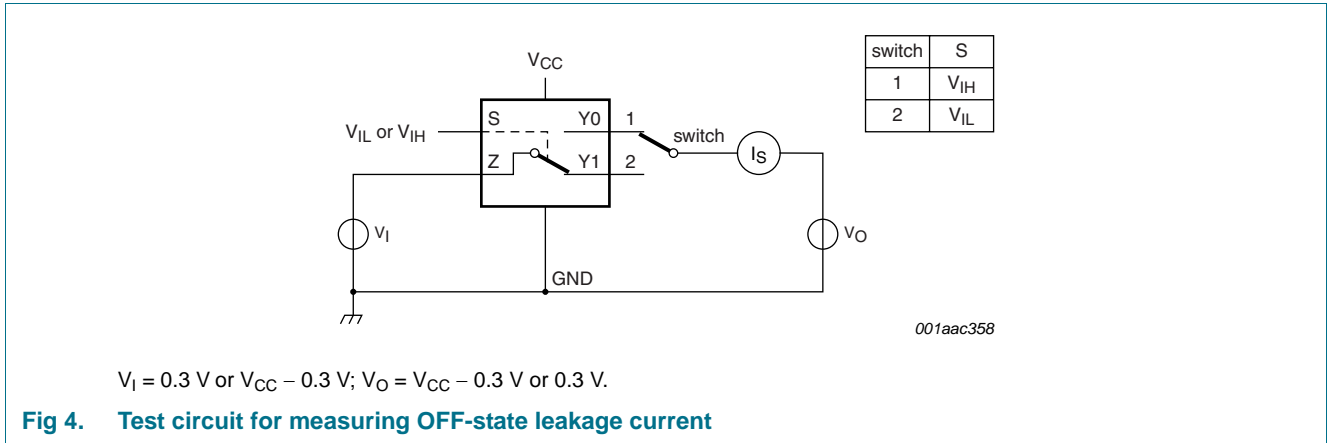 VCC
switch S
1 VIH
2 VIL
S Y0 1
VIL or VIH
switch
Z Y1 2
IS
VI
VO
GND
001aac358
VI = 0.3 V or VCC − 0.3 V; VO = VCC − 0.3 V or 0.3 V.
Fig 4. Test circuit for measuring OFF-state leakage current